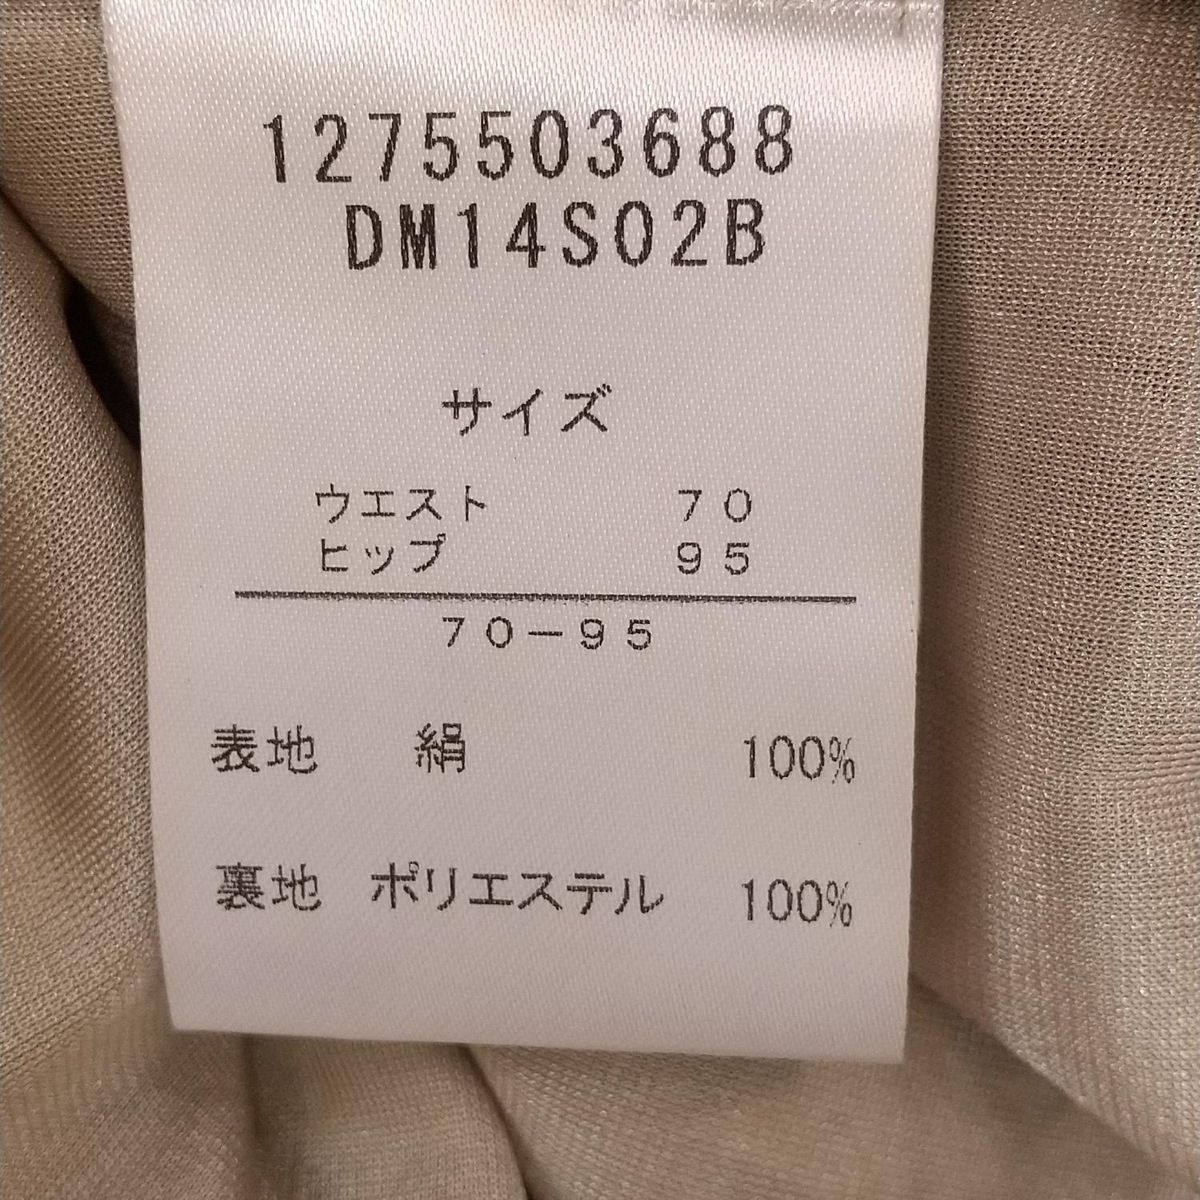 1275503688
DM14S02B
サイズ
ウエスト 70
ヒップ 95
70-95
表地 絹 100%
裏地 ポリエステル 100%